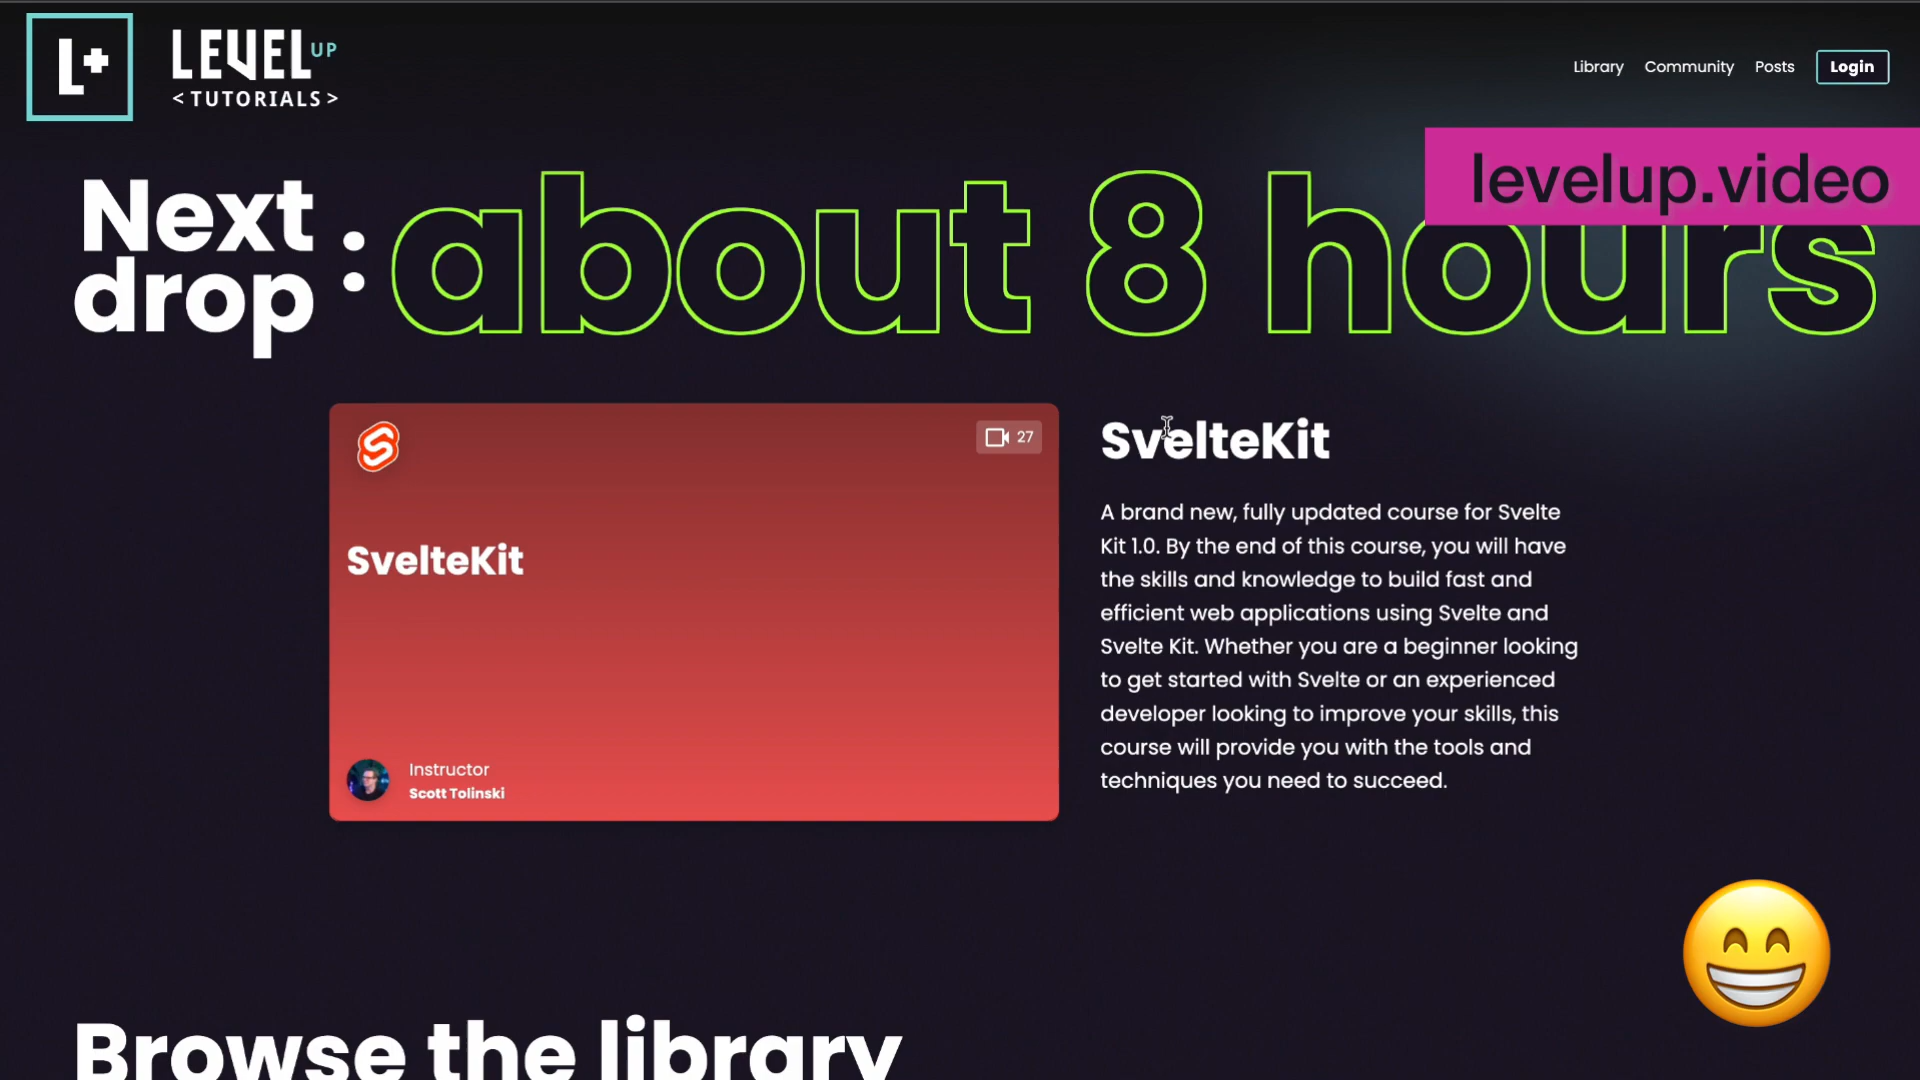 L+
LEVEL UP
<TUTORIALS>
Library
Community
Posts
Login
levelup.video
Next drop: about 8 hours
27
SvelteKit
Instructor
Scott Tolinski
SvelteKit
A brand new, fully updated course for Svelte
Kit 1.0. By the end of this course, you will have
the skills and knowledge to build fast and
efficient web applications using Svelte and
Svelte Kit. Whether you are a beginner looking
to get started with Svelte or an experienced
developer looking to improve your skills, this
course will provide you with the tools and
techniques you need to succeed.
Browse the library